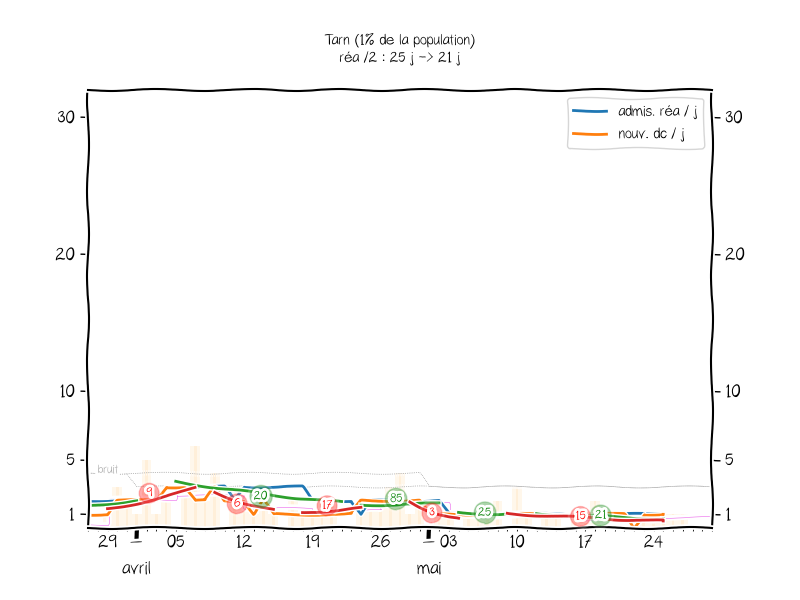 Tarn (1% de la population)
réa /2 : 25 j -> 21 j
admis. réa / j
nouv. dc / j
30 30
20 20
10 10
5 5
bruit
1 1
9 6 20 17 85 3 25 15 21
29 05 12 19 26 03 10 17 24
avril mai